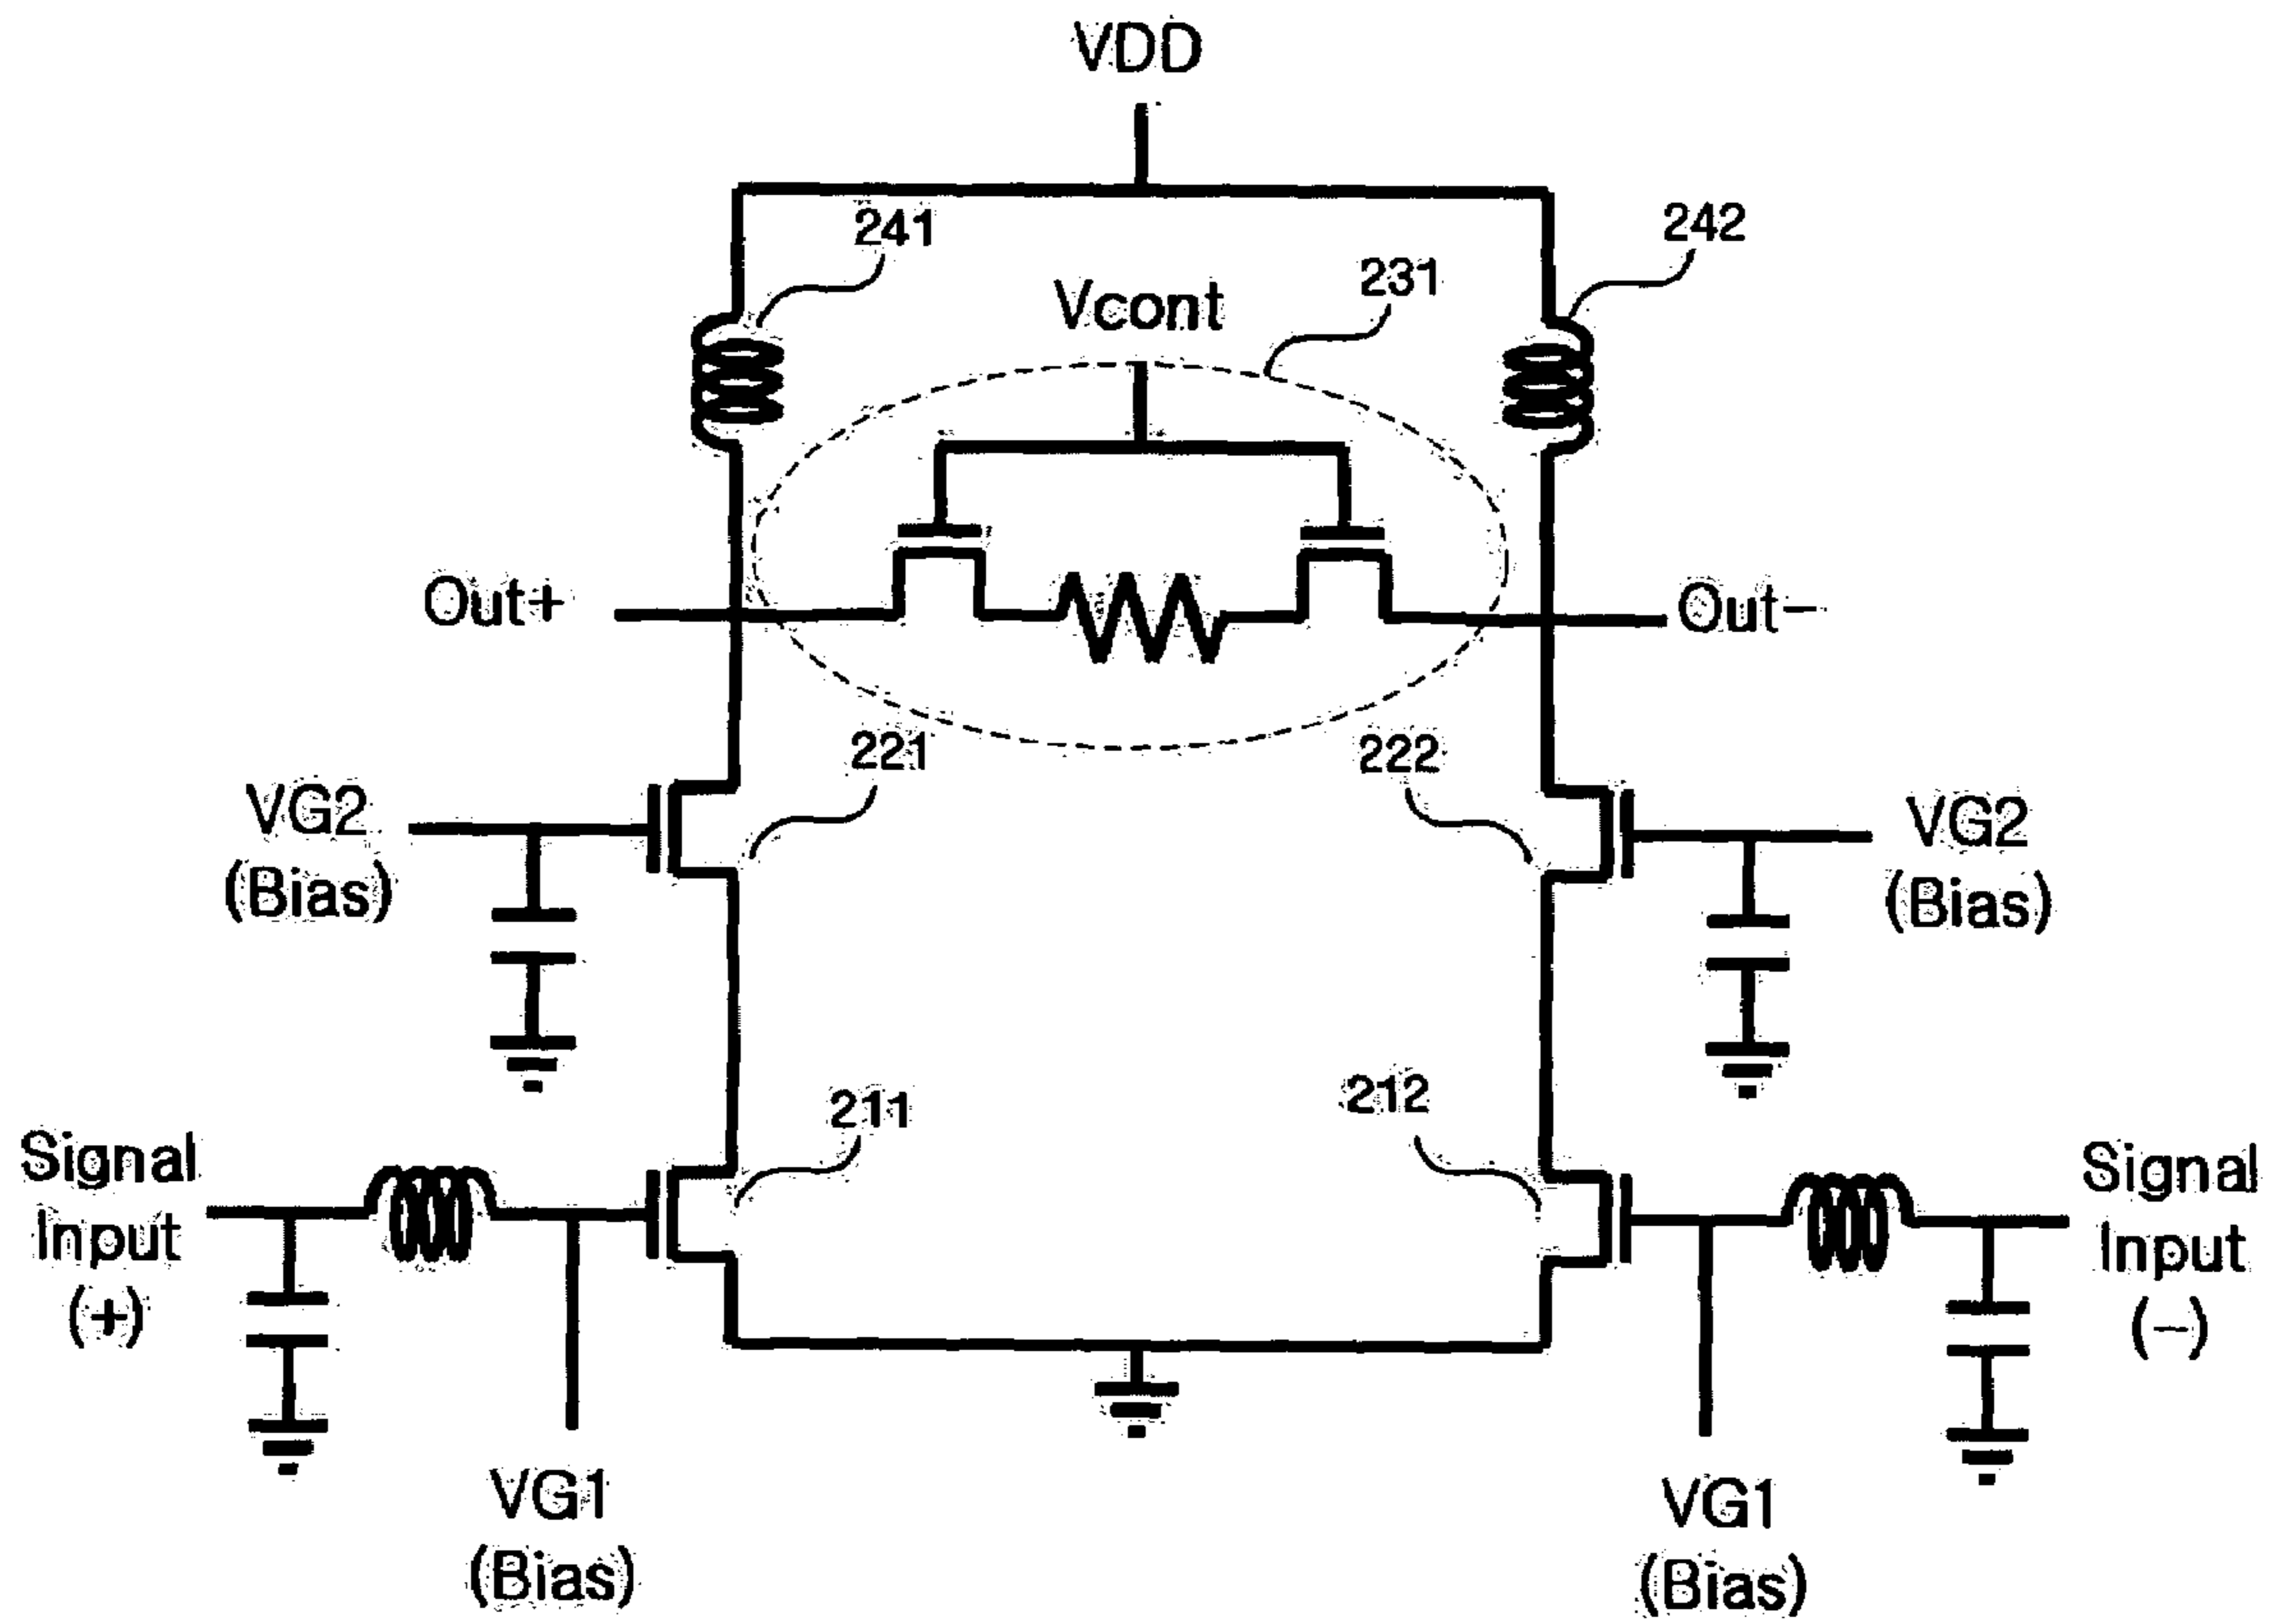 VDD
241
242
231
Vcont
Out+
Out-
221
222
VG2
(Bias)
VG2
(Bias)
211
212
Signal
Input
(+)
Signal
Input
(-)
VG1
(Bias)
VG1
(Bias)